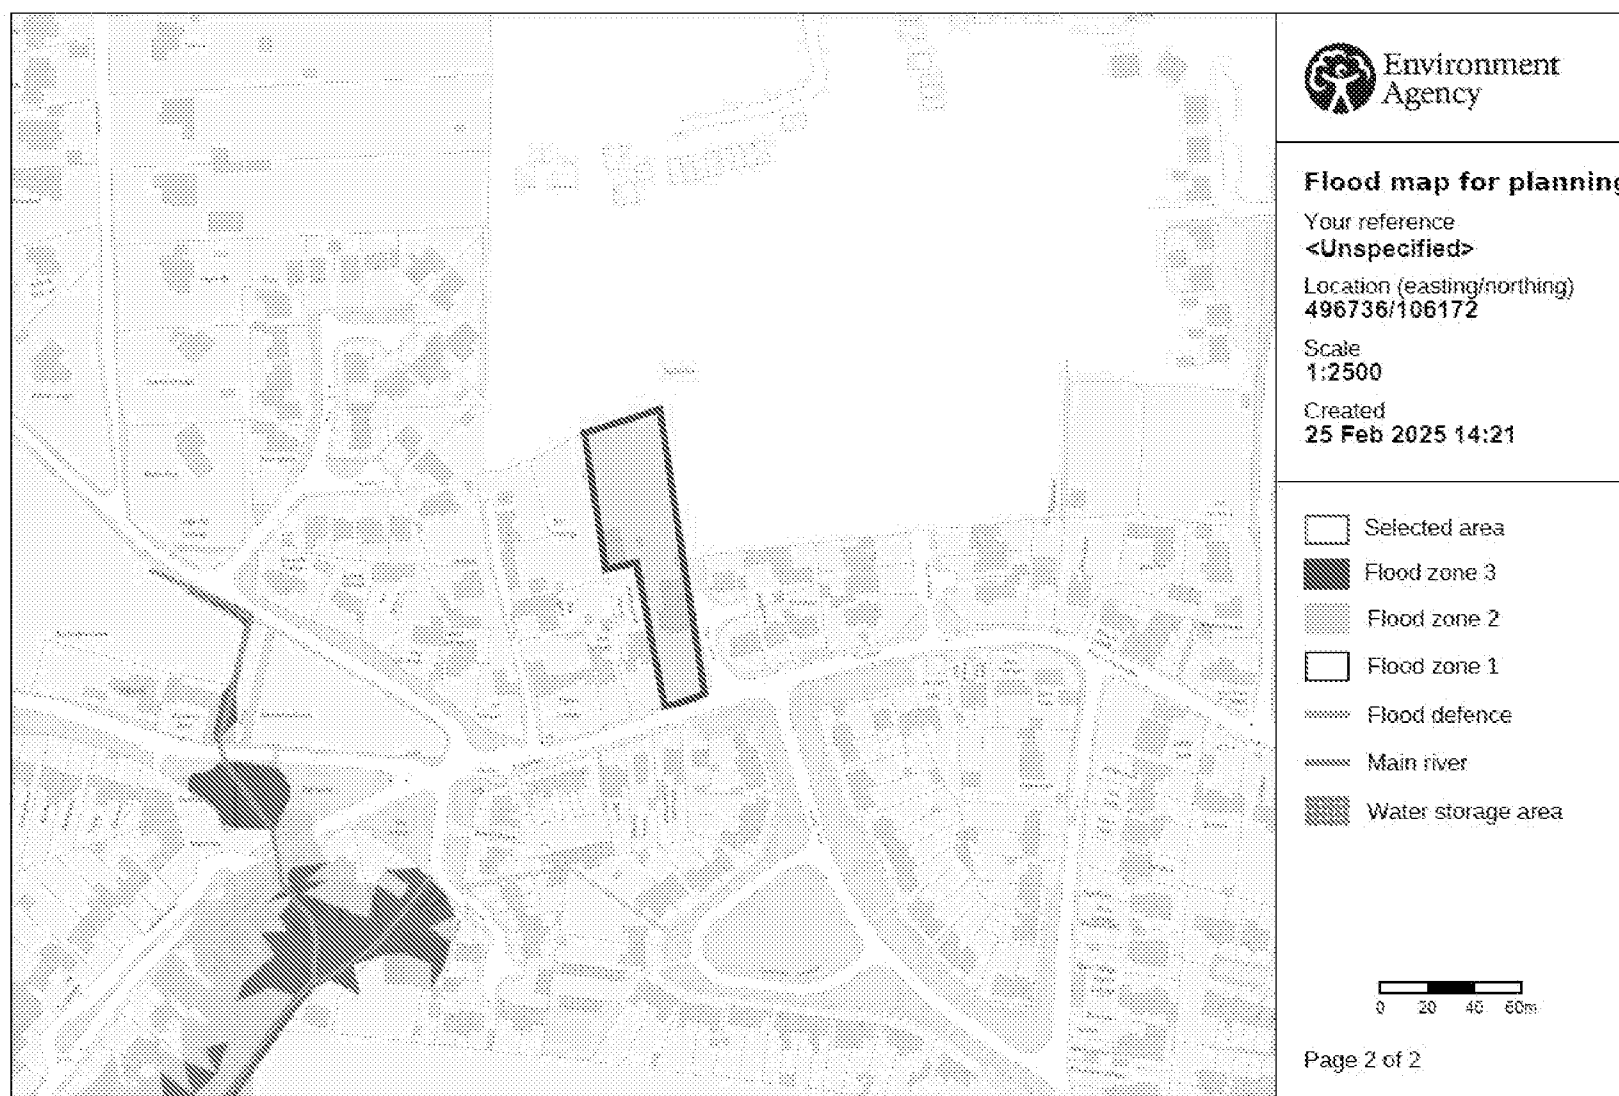 Environment
Agency
Flood map for planning
Your reference
<Unspecified>
Location (easting/northing)
496736/106172
Scale
1:2500
Created
25 Feb 2025 14:21
Selected area
Flood zone 3
Flood zone 2
Flood zone 1
Flood defence
Main river
Water storage area
0 20 40 60m
Page 2 of 2